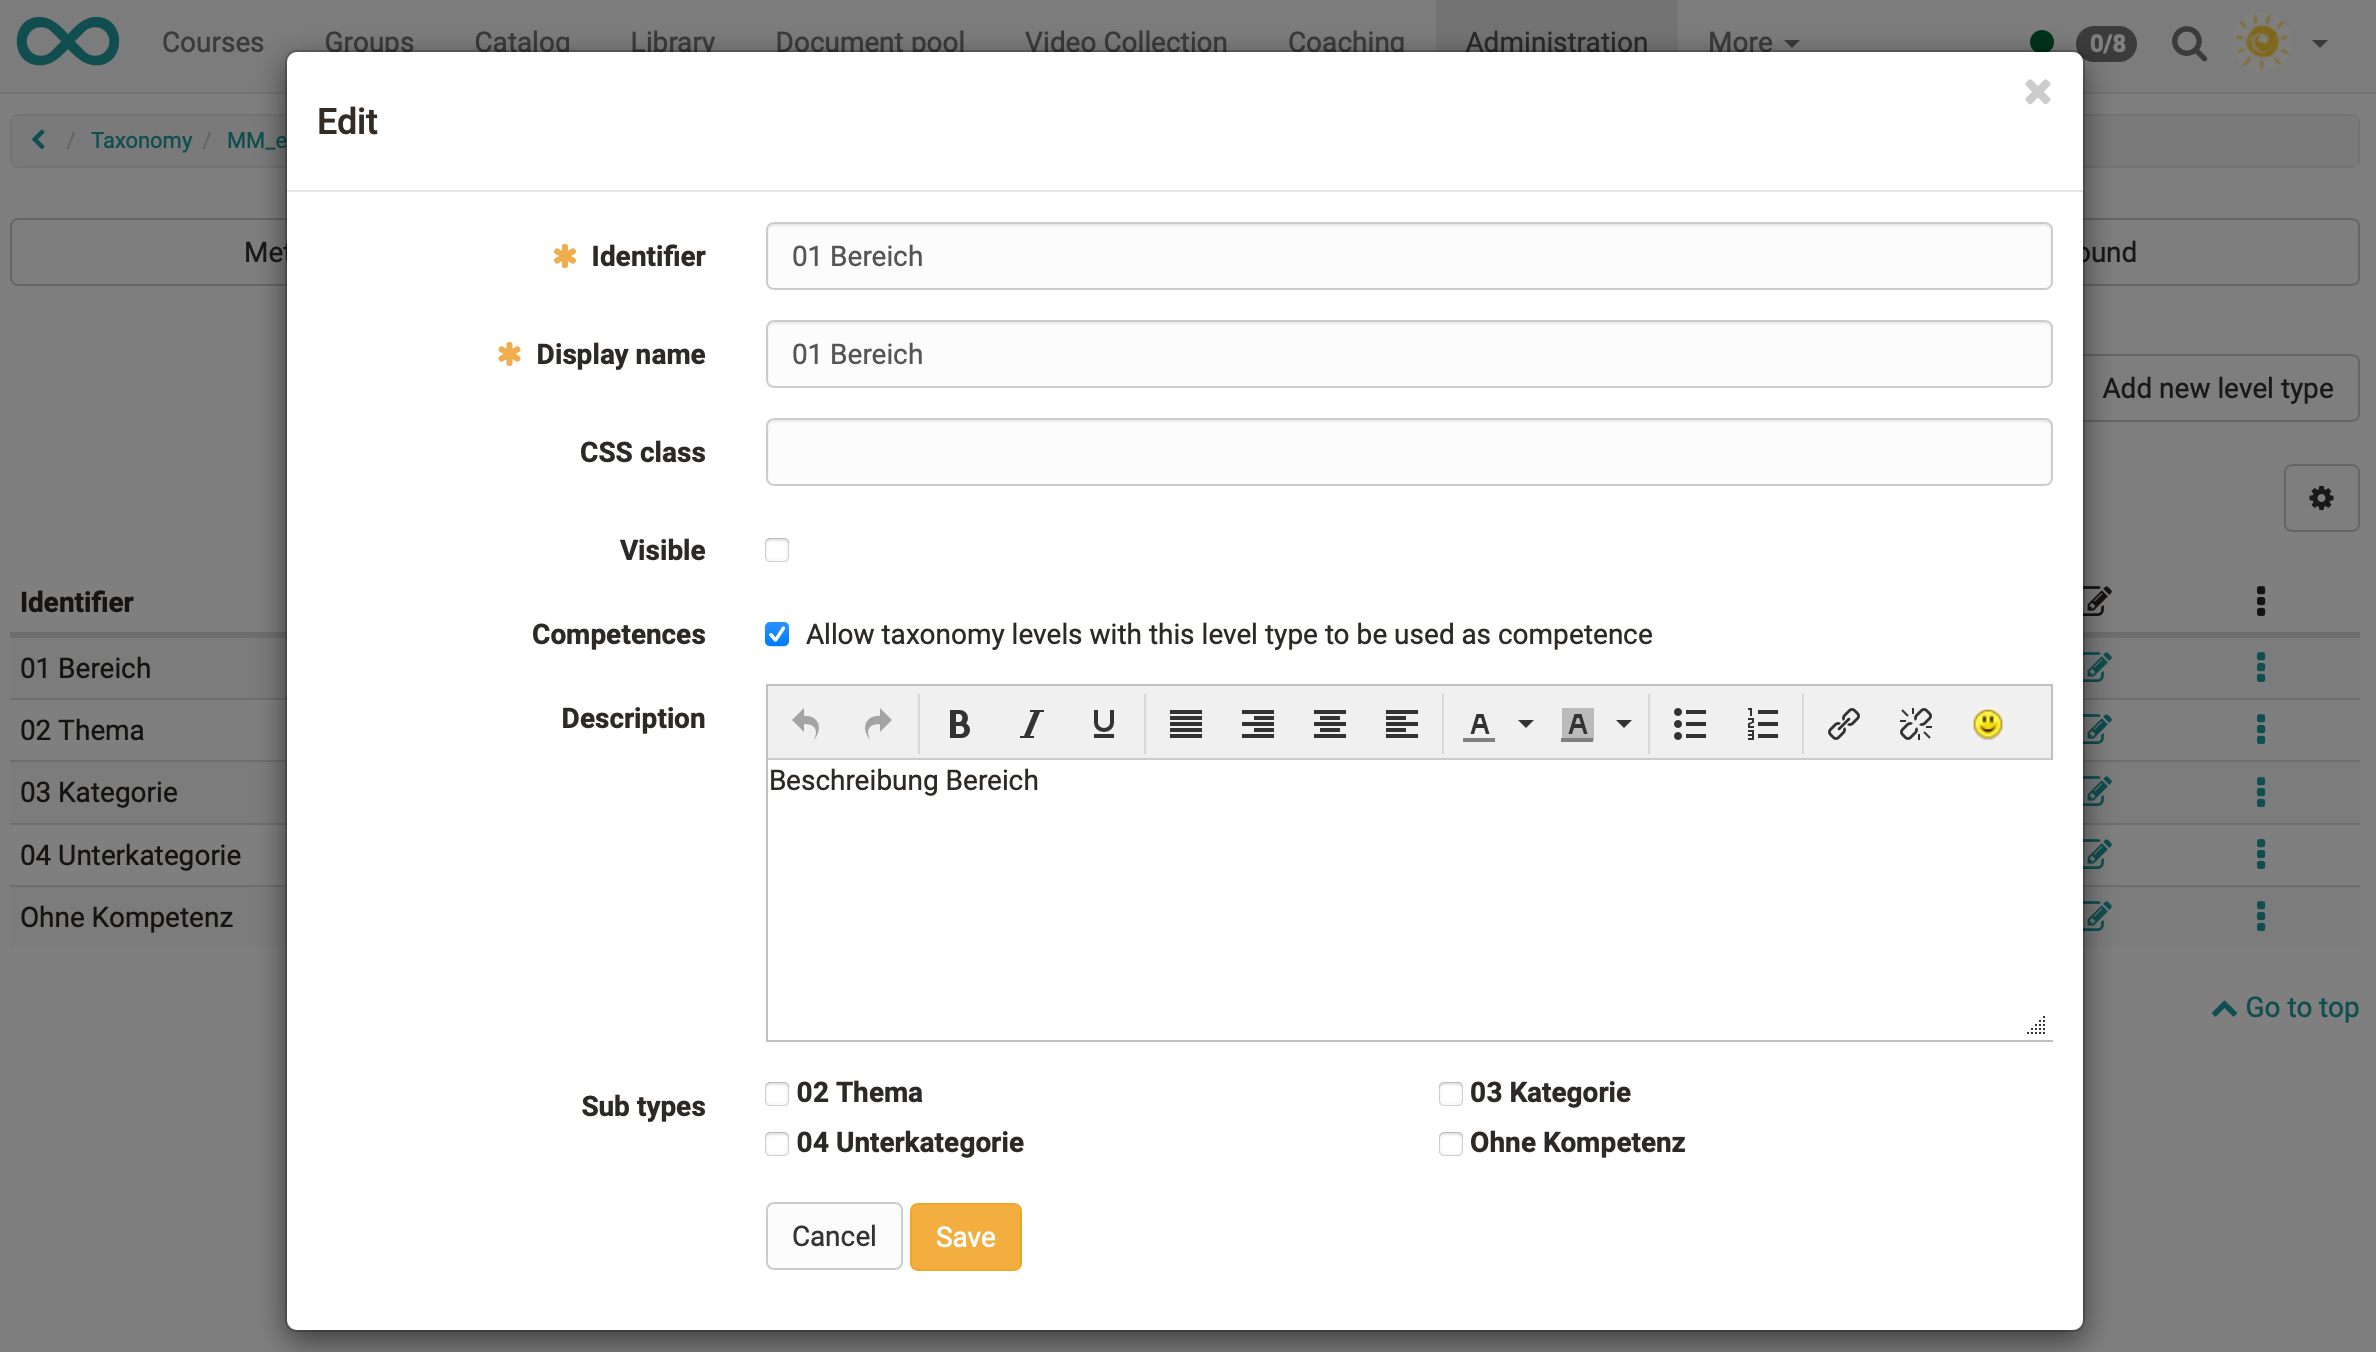 Courses Groups Catalog Library Document pool Video Collection Coaching Administration More 0/8
Edit
/ Taxonomy / MM_e
Identifier 01 Bereich
Display name 01 Bereich
Add new level type
CSS class
Visible
Identifier
Competences Allow taxonomy levels with this level type to be used as competence
01 Bereich
02 Thema
03 Kategorie
04 Unterkategorie
Ohne Kompetenz
Description
B I U A A
Beschreibung Bereich
Go to top
Sub types
02 Thema 03 Kategorie
04 Unterkategorie Ohne Kompetenz
Cancel Save